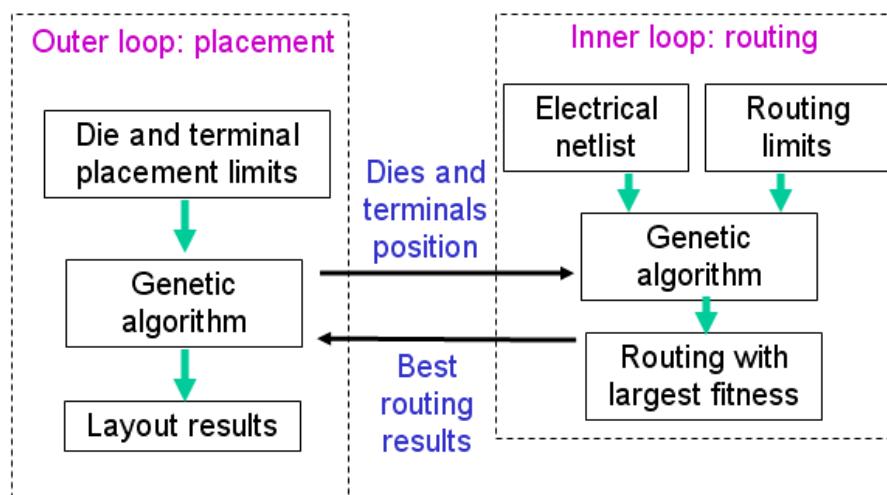 Outer loop: placement
Die and terminal
placement limits
Genetic
algorithm
Layout results
Dies and
terminals
position
Best
routing
results
Inner loop: routing
Electrical
netlist
Routing
limits
Genetic
algorithm
Routing with
largest fitness